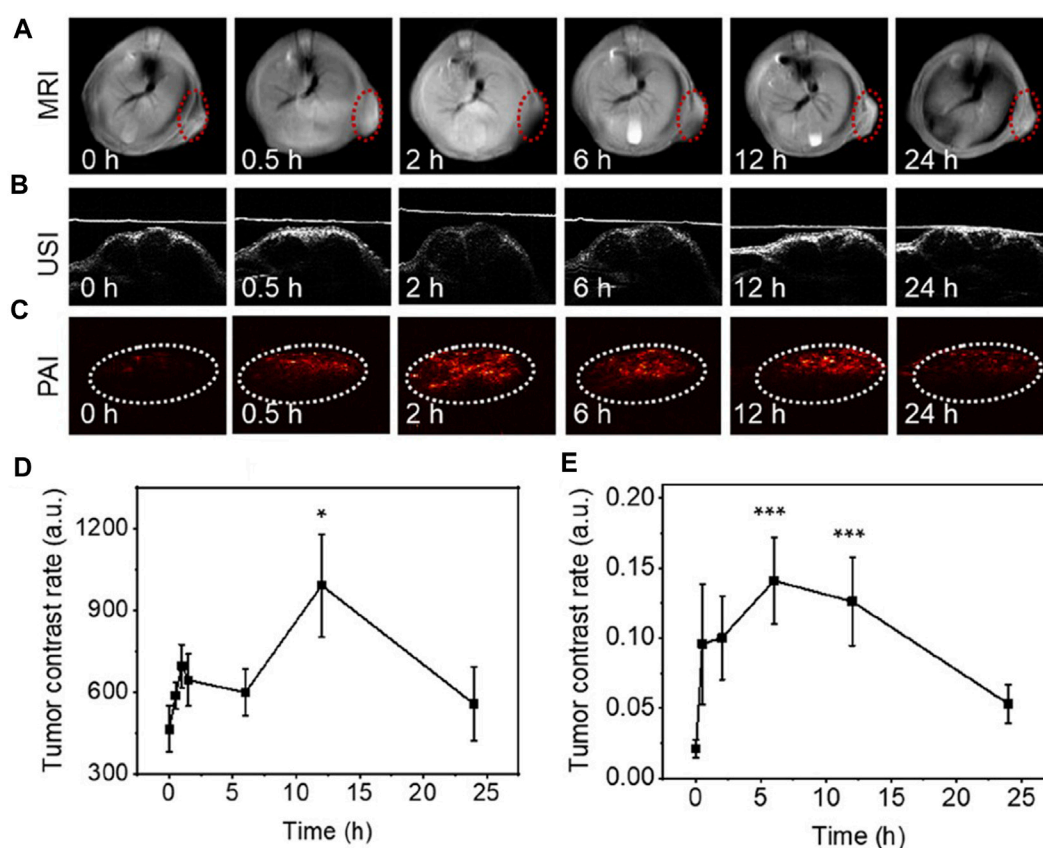 A
MRI
0 h
0.5 h
2 h
6 h
12 h
24 h
B
USI
0 h
0.5 h
2 h
6 h
12 h
24 h
C
PAI
0 h
0.5 h
2 h
6 h
12 h
24 h
D
Tumor contrast rate (a.u.)
1200
900
600
300
*
0
5
10
15
20
25
Time (h)
E
Tumor contrast rate (a.u.)
0.20
0.15
0.10
0.05
0.00
***
***
0
5
10
15
20
25
Time (h)